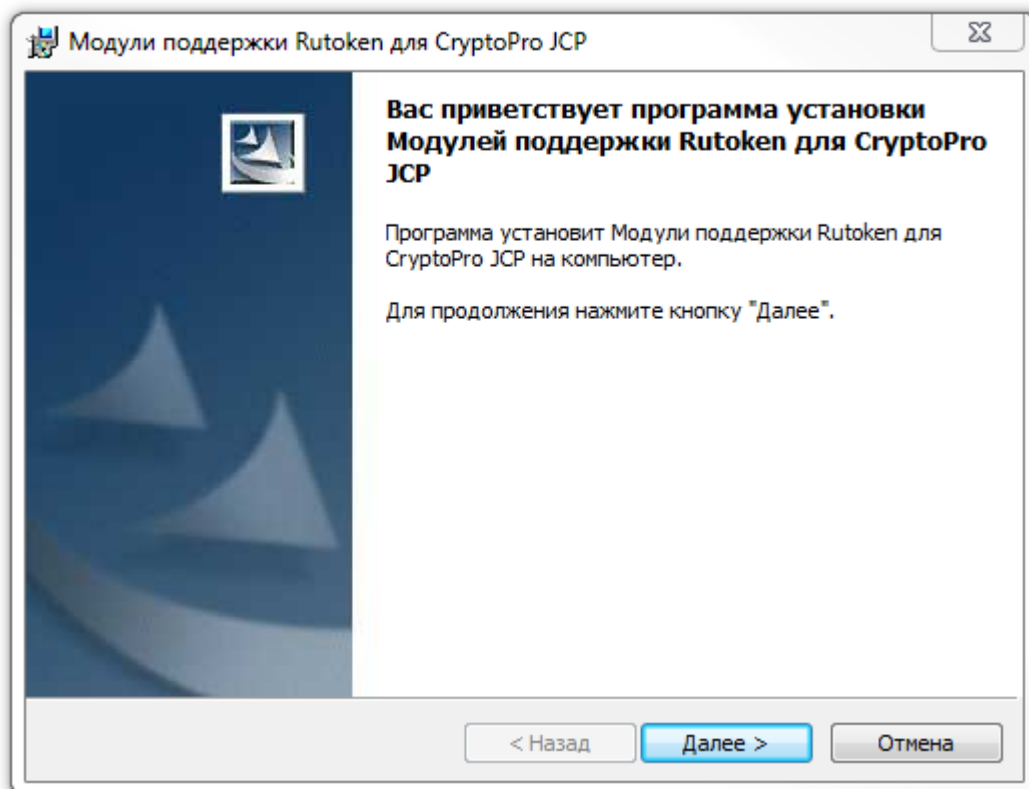 Модули поддержки Rutoken для CryptoPro JCP
Вас приветствует программа установки
Модулей поддержки Rutoken для CryptoPro
JCP
Программа установит Модули поддержки Rutoken для
CryptoPro JCP на компьютер.
Для продолжения нажмите кнопку "Далее".
< Назад
Далее >
Отмена